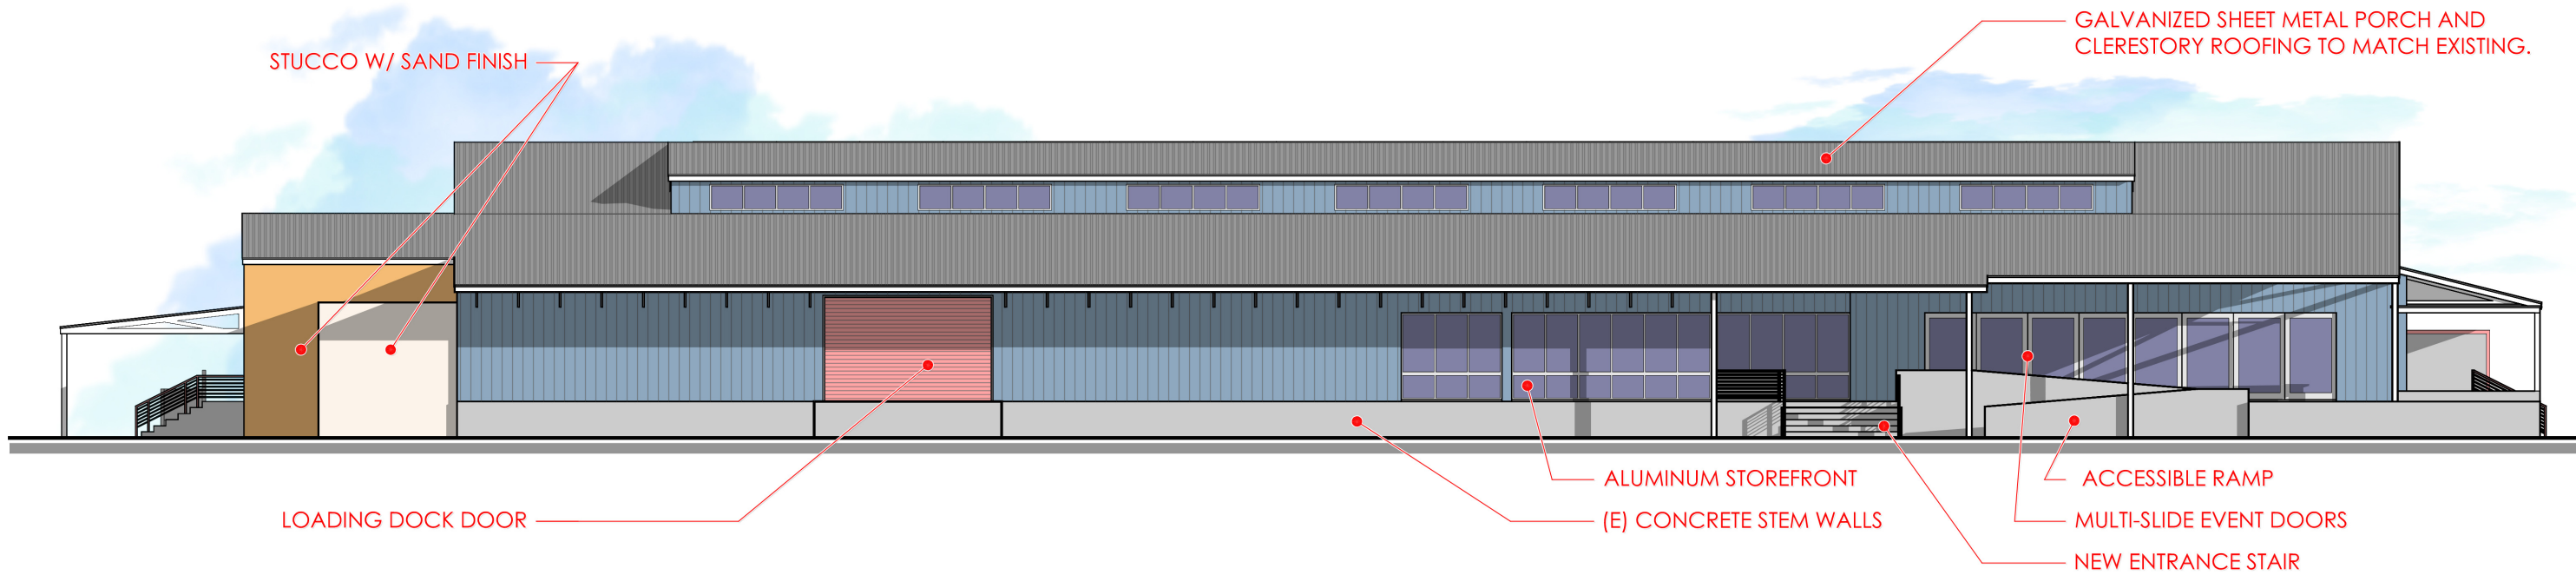 GALVANIZED SHEET METAL PORCH AND
CLERESTORY ROOFING TO MATCH EXISTING.
STUCCO W/ SAND FINISH
ALUMINUM STOREFRONT
ACCESSIBLE RAMP
LOADING DOCK DOOR
(E) CONCRETE STEM WALLS
MULTI-SLIDE EVENT DOORS
NEW ENTRANCE STAIR